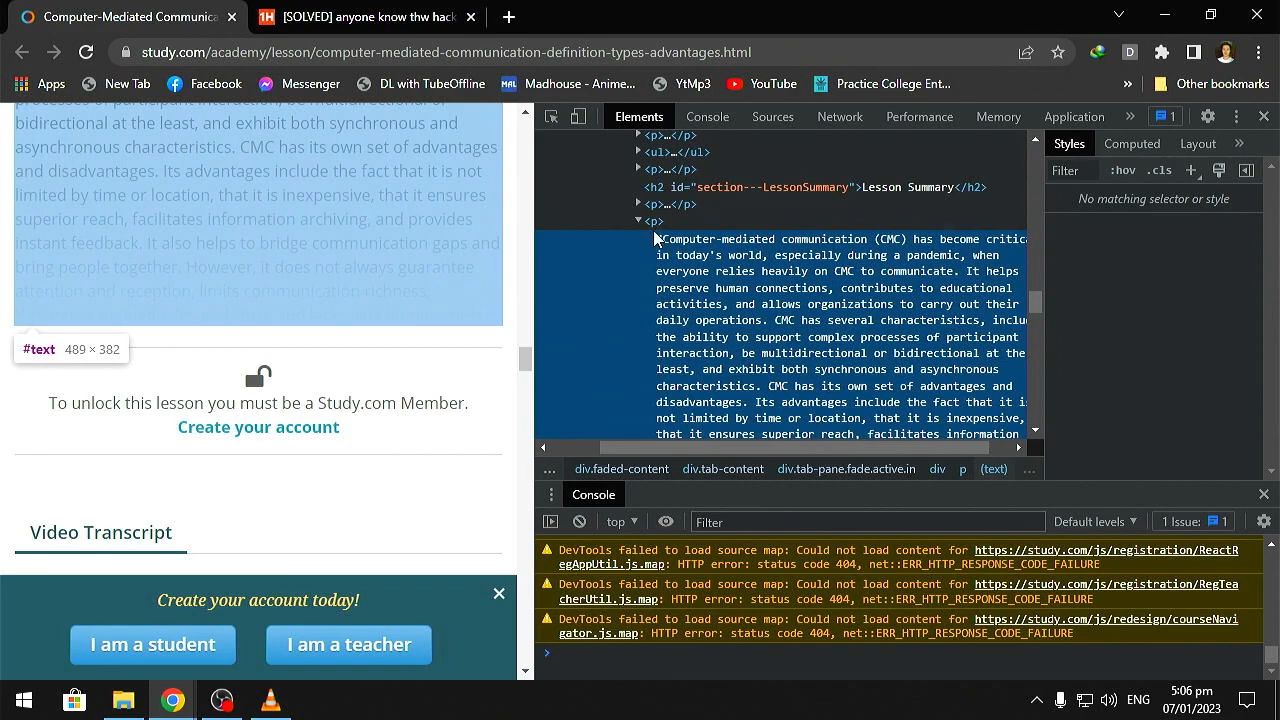 Computer-Mediated Communica
[SOLVED] anyone know thw hack
study.com/academy/lesson/computer-mediated-communication-definition-types-advantages.html
Apps
New Tab
Facebook
Messenger
DL with TubeOffline
MAL
Madhouse - Anime...
YtMp3
YouTube
Practice College Ent...
»
Other Bookmarks
processes of participant interaction, be multidirectional or
bidirectional at the least, and exhibit both synchronous and
asynchronous characteristics. CMC has its own set of advantages
and disadvantages. Its advantages include the fact that it is not
limited by time or location, that it is inexpensive, that it ensures
superior reach, facilitates information archiving, and provides
instant feedback. It also helps to bridge communication gaps and
bring people together. However, it does not always guarantee
attention and reception, limits communication richness,
#text 489 × 382
To unlock this lesson you must be a Study.com Member.
Create your account
Video Transcript
Create your account today!
I am a student
I am a teacher
Elements
Console
Sources
Network
Performance
Memory
Application
»
1
<p>…</p>
<ul>…</ul>
<p>…</p>
<h2 id="section---LessonSummary">Lesson Summary</h2>
<p>…</p>
<p>
"Computer-mediated communication (CMC) has become critica
in today's world, especially during a pandemic, when
everyone relies heavily on CMC to communicate. It helps
preserve human connections, contributes to educational
activities, and allows organizations to carry out their
daily operations. CMC has several characteristics, inclu
the ability to support complex processes of participant
interaction, be multidirectional or bidirectional at the
least, and exhibit both synchronous and asynchronous
characteristics. CMC has its own set of advantages and
disadvantages. Its advantages include the fact that it is
not limited by time or location, that it is inexpensive,
that it ensures superior reach, facilitates information
... div.faded-content div.tab-content div.tab-pane.fade.active.in div p (text) ...
Styles
Computed
Layout
»
Filter
:hov .cls
No matching selector or style
Console
top
Filter
Default levels
1 Issue: 1
DevTools failed to load source map: Could not load content for https://study.com/js/registration/ReactR
egAppUtil.js.map: HTTP error: status code 404, net::ERR_HTTP_RESPONSE_CODE_FAILURE
DevTools failed to load source map: Could not load content for https://study.com/js/registration/RegTea
cherUtil.js.map: HTTP error: status code 404, net::ERR_HTTP_RESPONSE_CODE_FAILURE
DevTools failed to load source map: Could not load content for https://study.com/js/redesign/courseNavi
gator.js.map: HTTP error: status code 404, net::ERR_HTTP_RESPONSE_CODE_FAILURE
ENG
5:06 pm
07/01/2023